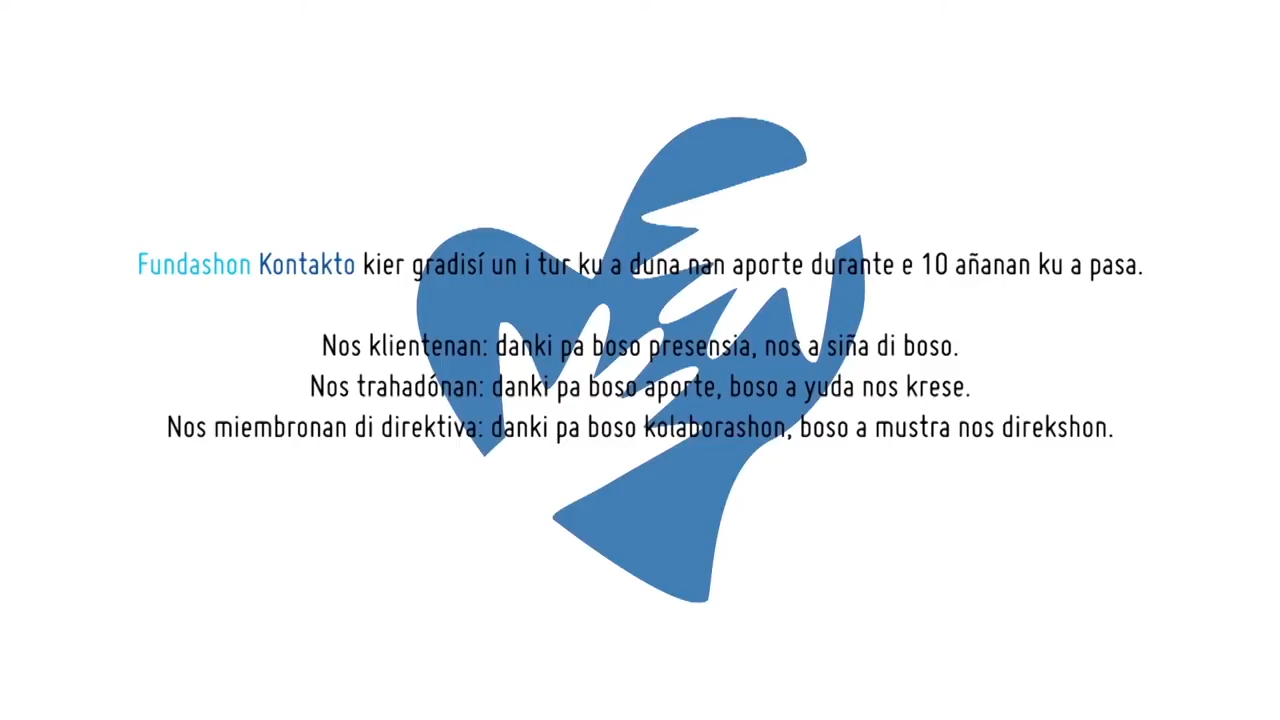 Fundashon Kontakto kier gradisí un i tur ku a duna nan aporte durante e 10 añanan ku a pasa.
Nos klientenan: danki pa boso presensia, nos a siña di boso.
Nos trahadónan: danki pa boso aporte, boso a yuda nos krese.
Nos miembronan di direktiva: danki pa boso kolaborashon, boso a mustra nos direkshon.